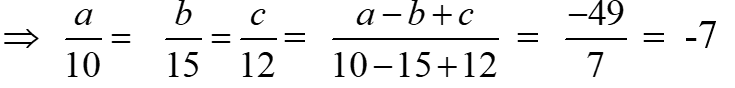 ⇒ a/10 = b/15 = c/12 = (a−b+c)/(10−15+12) = −49/7 = -7